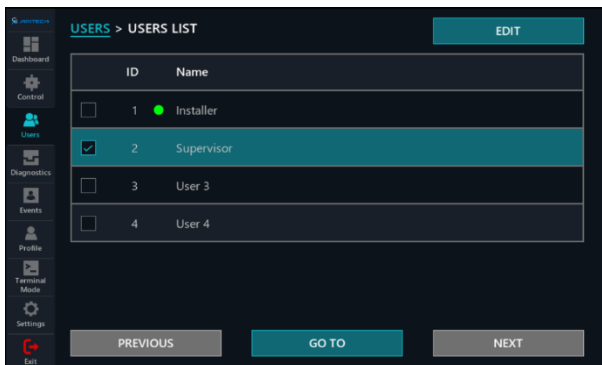 ARITECH
Dashboard
Control
Users
Diagnostics
Events
Profile
Terminal
Mode
Settings
Exit
USERS > USERS LIST
EDIT
ID Name
1 Installer
2 Supervisor
3 User 3
4 User 4
PREVIOUS GO TO NEXT